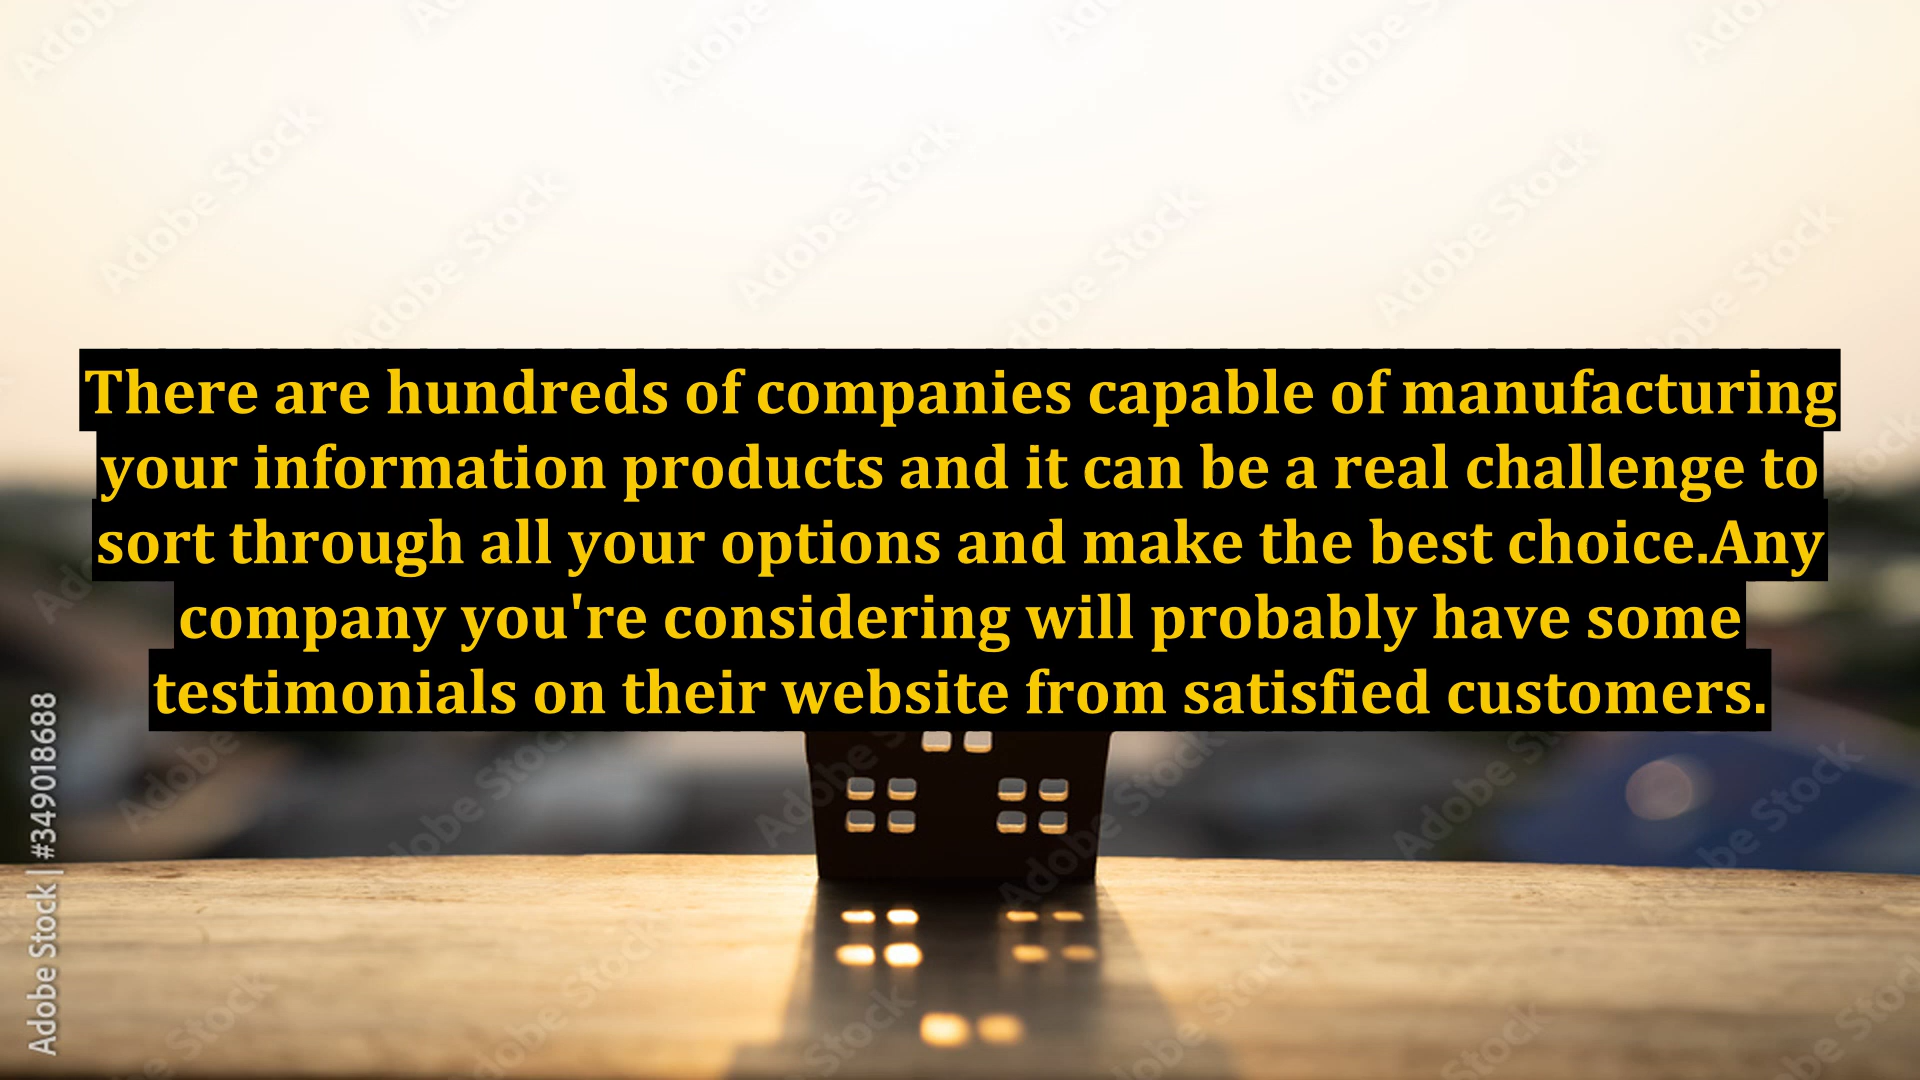 There are hundreds of companies capable of manufacturing
your information products and it can be a real challenge to
sort through all your options and make the best choice.Any
company you're considering will probably have some
testimonials on their website from satisfied customers.
Adobe Stock | #349018688
Adobe Stock